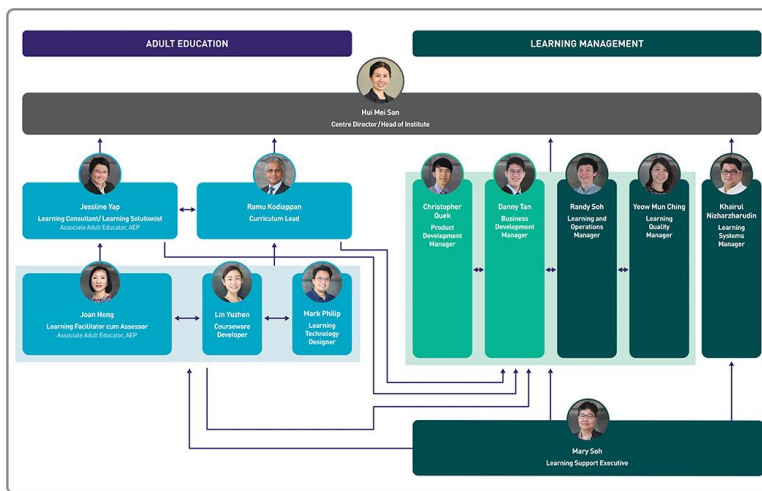 ADULT EDUCATION
LEARNING MANAGEMENT
Hui Mei San
Centre Director/Head of Institute
Jessline Yap
Learning Consultant/ Learning Solutionist
Associate Adult Educator, AEP
Ramu Kodiappan
Curriculum Lead
Christopher
Quek
Product
Development
Manager
Danny Tan
Business
Development
Manager
Randy Soh
Learning and
Operations
Manager
Yeow Mun Ching
Learning
Quality
Manager
Khairul
Nizharzharudin
Learning
Systems
Manager
Joan Heng
Learning Facilitator cum Assessor
Associate Adult Educator, AEP
Lin Yuzhen
Courseware
Developer
Mark Philip
Learning
Technology
Designer
Mary Soh
Learning Support Executive